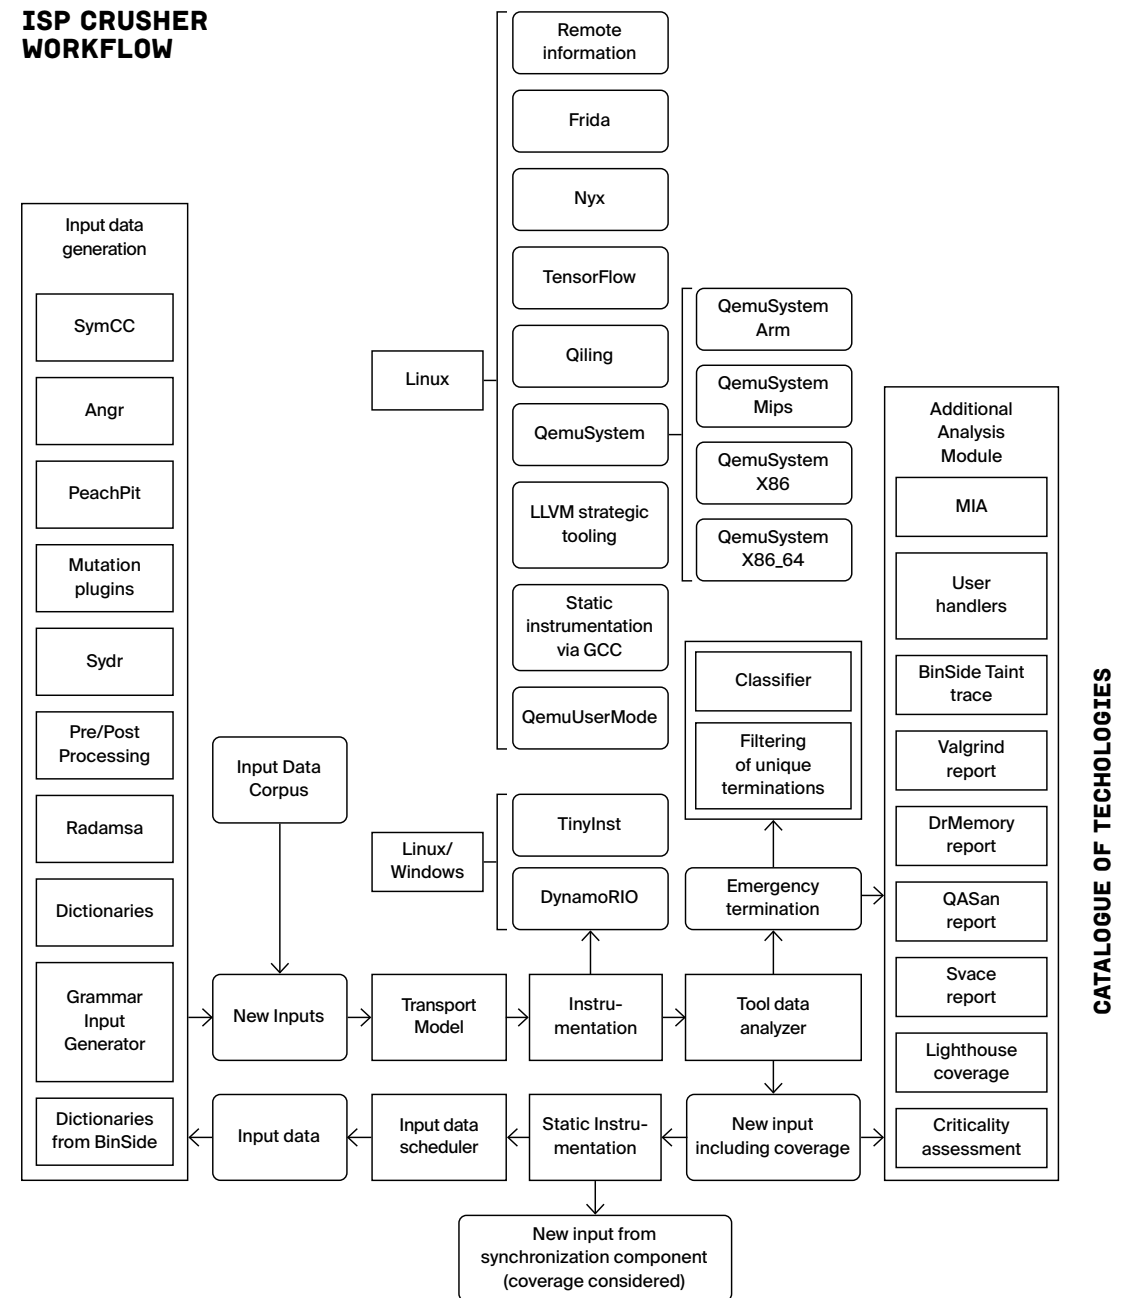 ISP CRUSHER
WORKFLOW
Remote
information
Frida
Nyx
TensorFlow
Qiling
QemuSystem
LLVM strategic
tooling
Static
instrumentation
via GCC
QemuUserMode
Linux
QemuSystem
Arm
QemuSystem
Mips
QemuSystem
X86
QemuSystem
X86_64
Input data
generation
SymCC
Angr
PeachPit
Mutation
plugins
Sydr
Pre/Post
Processing
Radamsa
Dictionaries
Grammar
Input
Generator
Dictionaries
from BinSide
Input Data
Corpus
Linux/
Windows
TinyInst
DynamoRIO
Classifier
Filtering
of unique
terminations
Emergency
termination
New Inputs
Transport
Model
Instru-
mentation
Tool data
analyzer
Input data
Input data
scheduler
Static Instru-
mentation
New input
including coverage
New input from
synchronization component
(coverage considered)
Additional
Analysis
Module
MIA
User
handlers
BinSide Taint
trace
Valgrind
report
DrMemory
report
QASan
report
Svace
report
Lighthouse
coverage
Criticality
assessment
CATALOGUE OF TECHOLOGIES